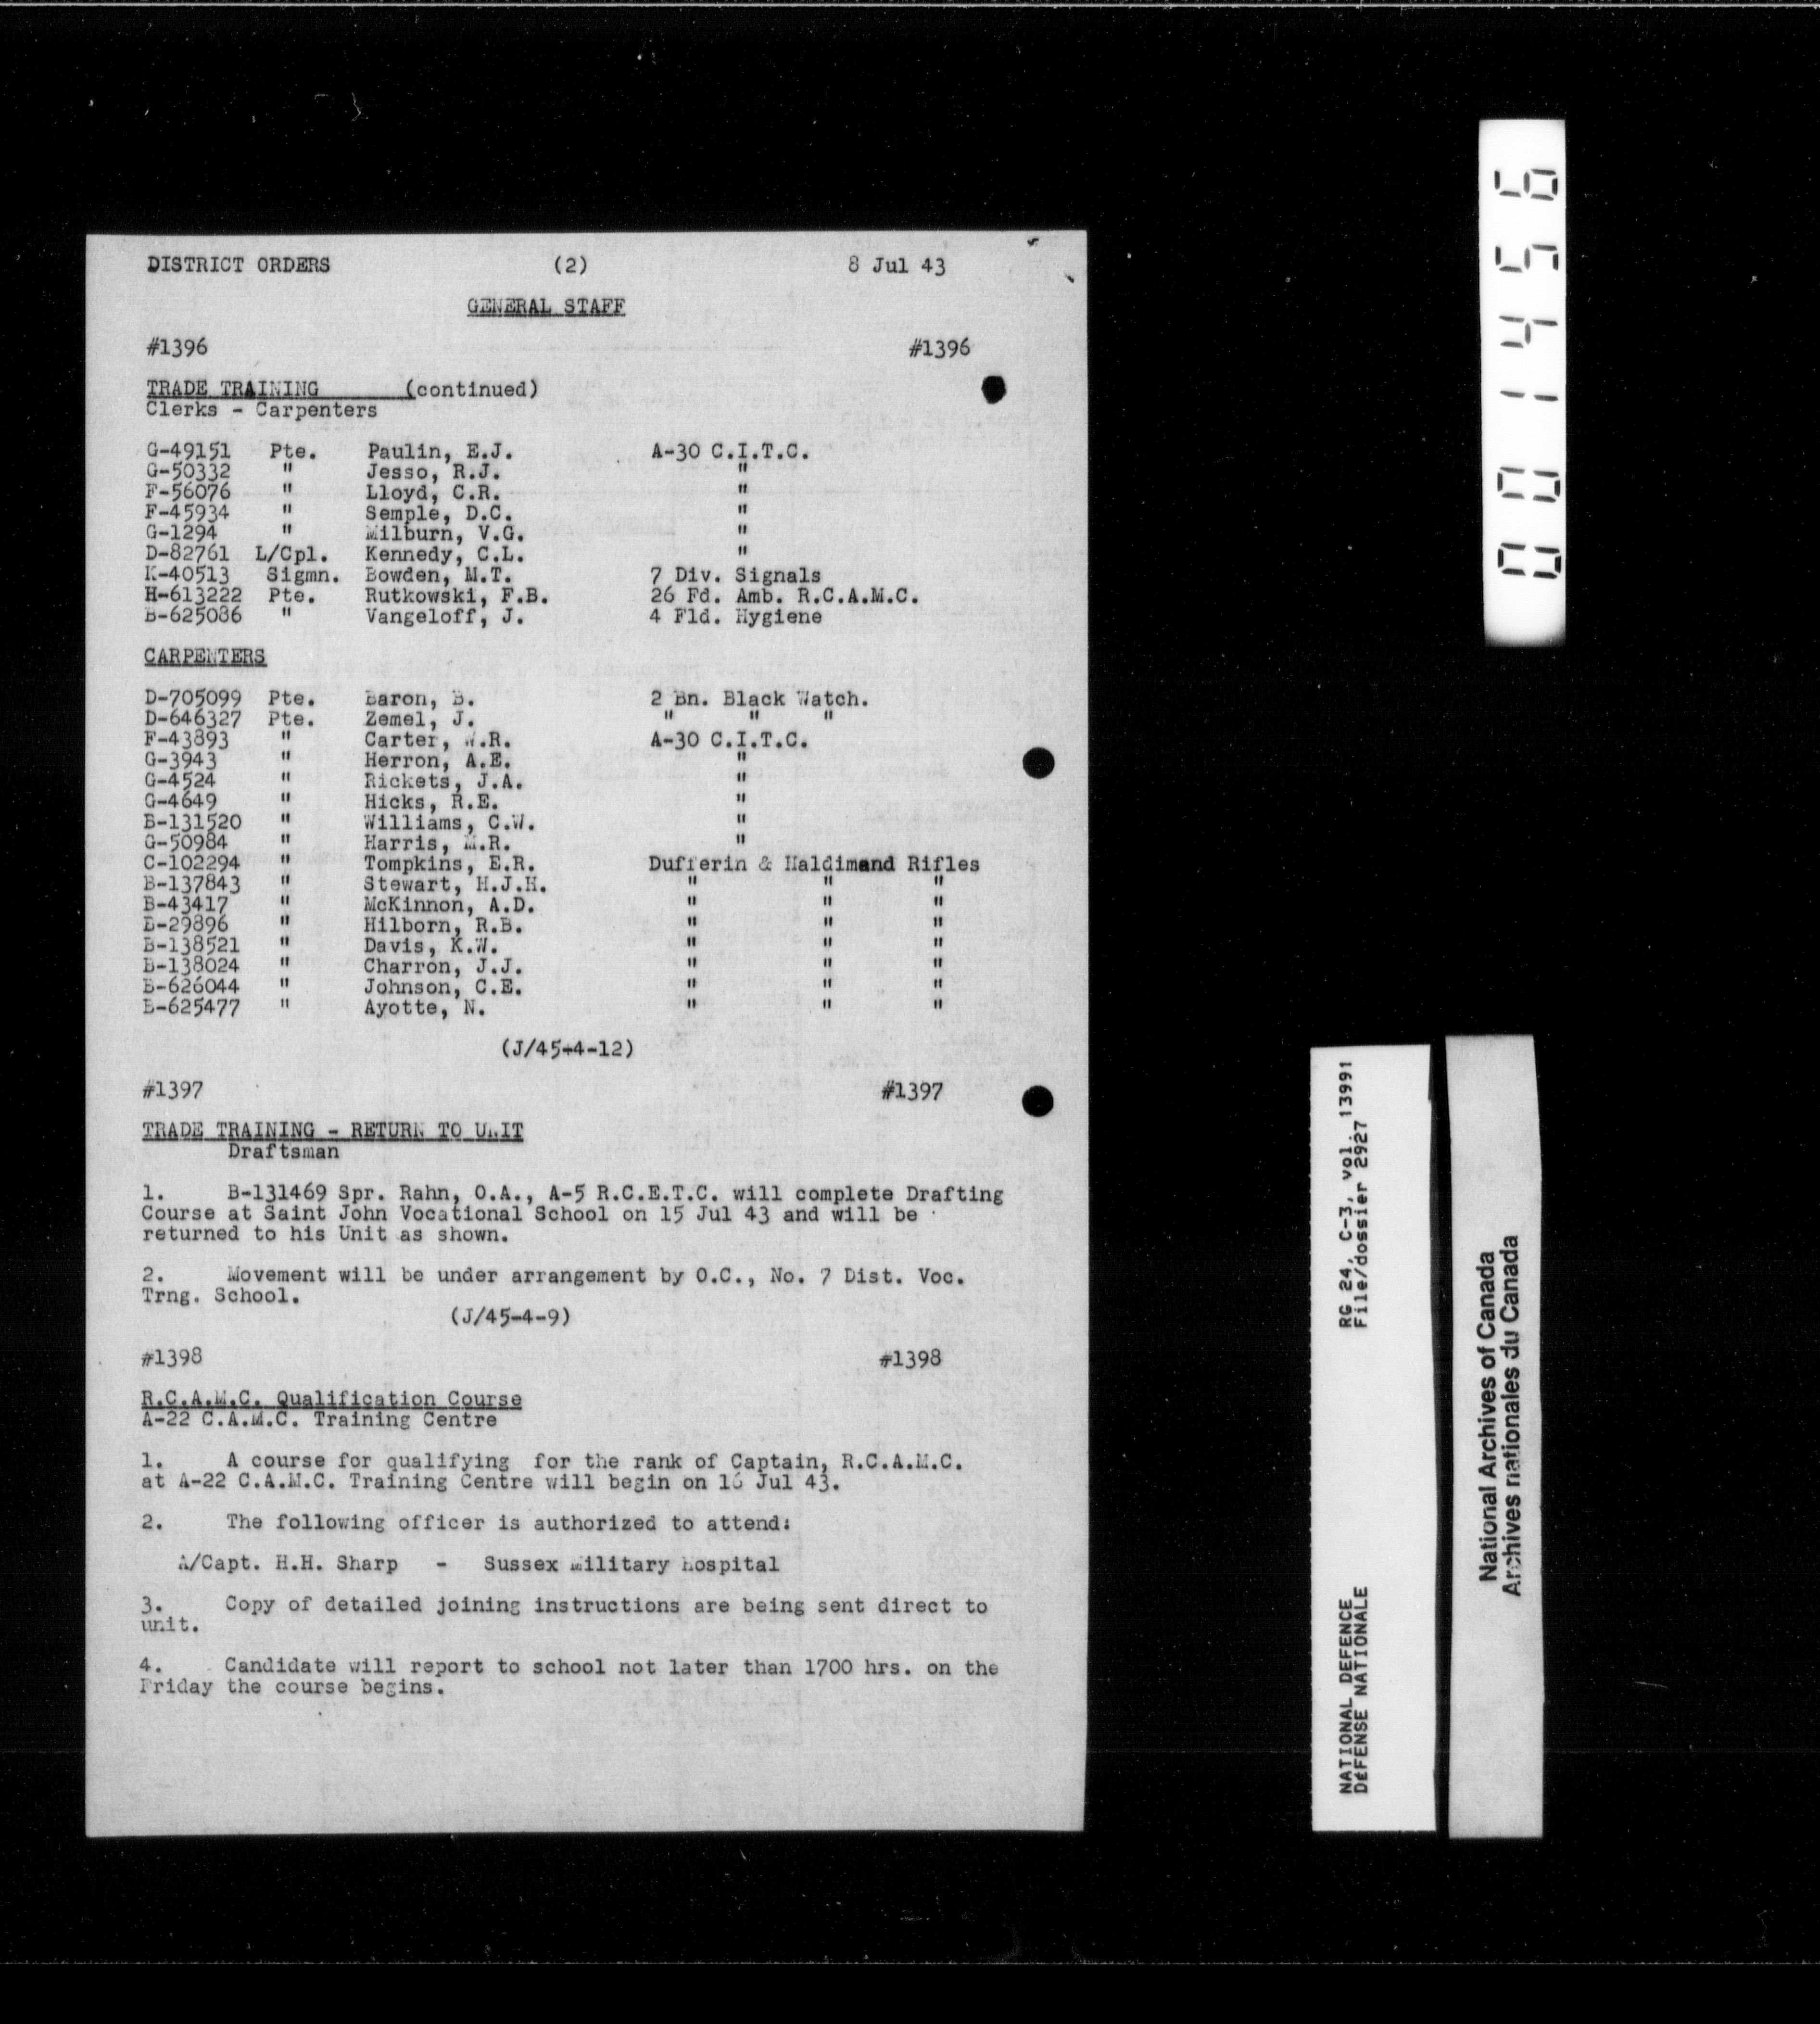 DISTRICT ORDERS (2) 8 Jul 43
GENERAL STAFF
#1396 #1396
TRADE TRAINING (continued)
Clerks - Carpenters
G-49151 Pte. Paulin, E.J. A-30 C.I.T.C.
G-50332 " Jesso, R.J. "
F-56076 " Lloyd, C.R. "
F-45934 " Semple, D.C. "
G-1294 " Milburn, V.G. "
D-82761 L/Cpl. Kennedy, C.L. "
K-40513 Sigmn. Bowden, M.T. 7 Div. Signals
H-613222 Pte. Rutkowski, F.B. 26 Fd. Amb. R.C.A.M.C.
B-625086 " Vangeloff, J. 4 Fld. Hygiene
CARPENTERS
D-705099 Pte. Baron, B. 2 Bn. Black Watch.
D-646327 Pte. Zemel, J. " " "
F-43893 " Carter, W.R. A-30 C.I.T.C.
G-3943 " Herron, A.E. "
G-4524 " Rickets, J.A. "
G-4649 " Hicks, R.E. "
B-131520 " Williams, C.W. "
G-50984 " Harris, M.R. "
C-102294 " Tompkins, E.R. Dufferin & Haldimand Rifles
B-137843 " Stewart, H.J.H. " " "
B-43417 " McKinnon, A.D. " " "
B-29896 " Hilborn, R.B. " " "
B-138521 " Davis, K.W. " " "
B-138024 " Charron, J.J. " " "
B-626044 " Johnson, C.E. " " "
B-625477 " Ayotte, N. " " "
(J/45-4-12)
#1397 #1397
TRADE TRAINING - RETURN TO UNIT
Draftsman
1. B-131469 Spr. Rahn, O.A., A-5 R.C.E.T.C. will complete Drafting
Course at Saint John Vocational School on 15 Jul 43 and will be
returned to his Unit as shown.
2. Movement will be under arrangement by O.C., No. 7 Dist. Voc.
Trng. School.
(J/45-4-9)
#1398 #1398
R.C.A.M.C. Qualification Course
A-22 C.A.M.C. Training Centre
1. A course for qualifying for the rank of Captain, R.C.A.M.C.
at A-22 C.A.M.C. Training Centre will begin on 16 Jul 43.
2. The following officer is authorized to attend:
A/Capt. H.H. Sharp - Sussex Military Hospital
3. Copy of detailed joining instructions are being sent direct to
unit.
4. Candidate will report to school not later than 1700 hrs. on the
Friday the course begins.
001456
NATIONAL DEFENCE RG 24, C-3, vol. 13991
DÉFENSE NATIONALE File/dossier 2927
National Archives of Canada
Archives nationales du Canada